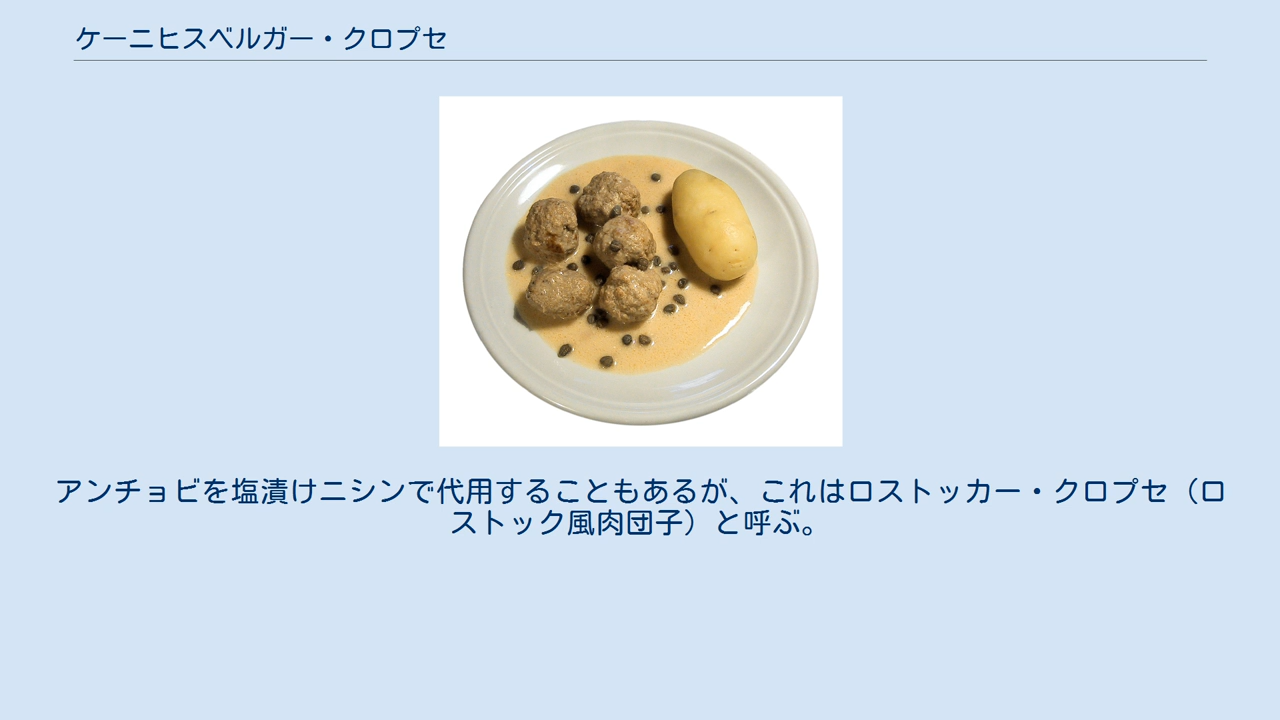 ケーニヒスベルガー・クロプセ
アンチョビを塩漬けニシンで代用することもあるが、これはロストッカー・クロプセ（ロ
ストック風肉団子）と呼ぶ。